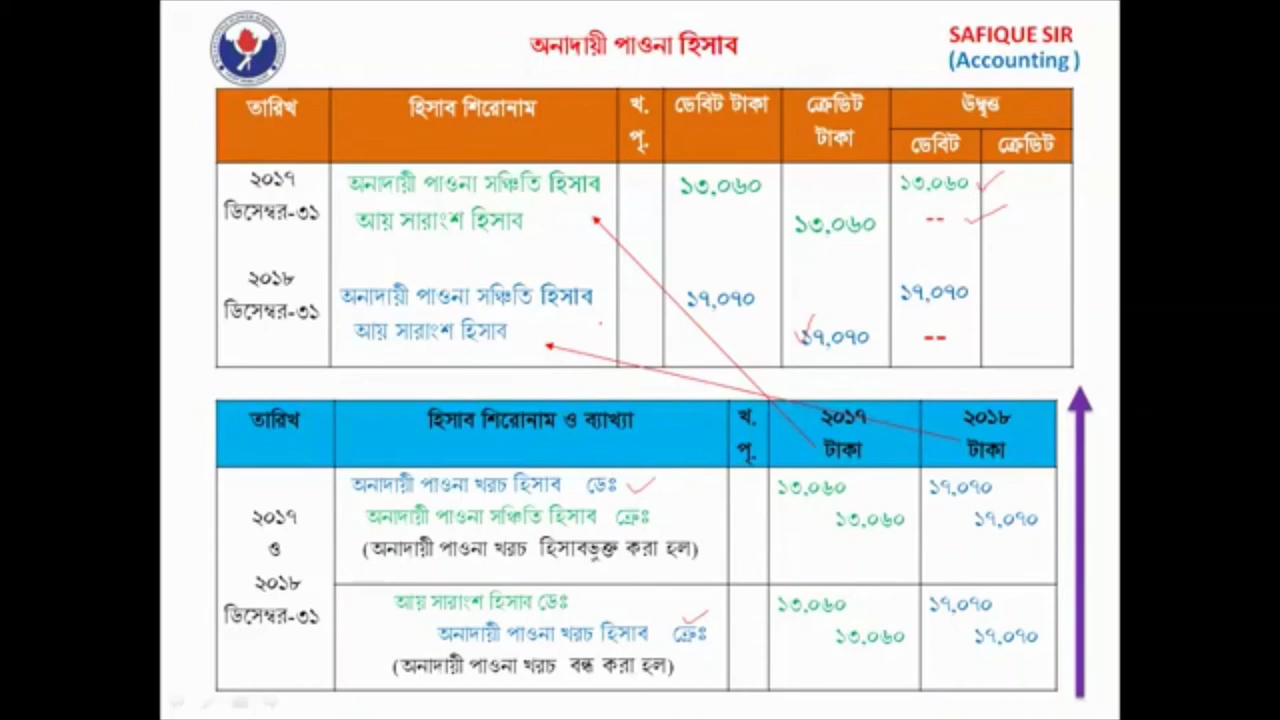 অনাদায়ী পাওনা হিসাব
SAFIQUE SIR
(Accounting )
তারিখ হিসাব শিরোনাম খ. পৃ. ডেবিট টাকা ক্রেডিট টাকা উদ্বৃত্ত
ডেবিট ক্রেডিট
২০১৭ অনাদায়ী পাওনা সঞ্চিতি হিসাব ১৩,০৬০ ১৩,০৬০
ডিসেম্বর-৩১ আয় সারাংশ হিসাব ১৩,০৬০ --
২০১৮ অনাদায়ী পাওনা সঞ্চিতি হিসাব ১৭,০৭০ ১৭,০৭০
ডিসেম্বর-৩১ আয় সারাংশ হিসাব ১৭,০৭০ --
তারিখ হিসাব শিরোনাম ও ব্যাখ্যা খ. পৃ. ২০১৭ টাকা ২০১৮ টাকা
অনাদায়ী পাওনা খরচ হিসাব ডেঃ ১৩,০৬০ ১৭,০৭০
২০১৭ অনাদায়ী পাওনা সঞ্চিতি হিসাব ক্রেঃ ১৩,০৬০ ১৭,০৭০
ও (অনাদায়ী পাওনা খরচ হিসাবভুক্ত করা হল)
২০১৮
ডিসেম্বর-৩১ আয় সারাংশ হিসাব ডেঃ ১৩,০৬০ ১৭,০৭০
অনাদায়ী পাওনা খরচ হিসাব ক্রেঃ ১৩,০৬০ ১৭,০৭০
(অনাদায়ী পাওনা খরচ বন্ধ করা হল)